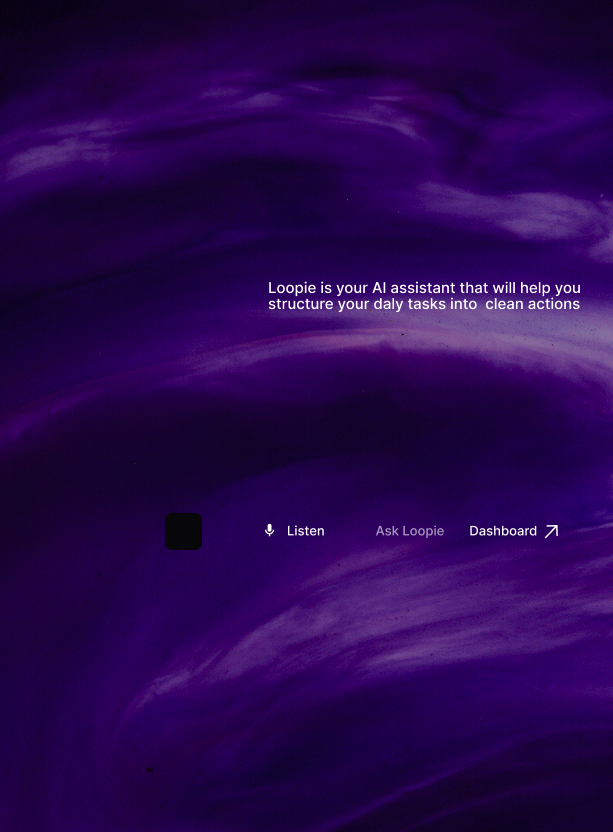 Loopie is your AI assistant that will help you
structure your daly tasks into  clean actions
Listen
Ask Loopie
Dashboard